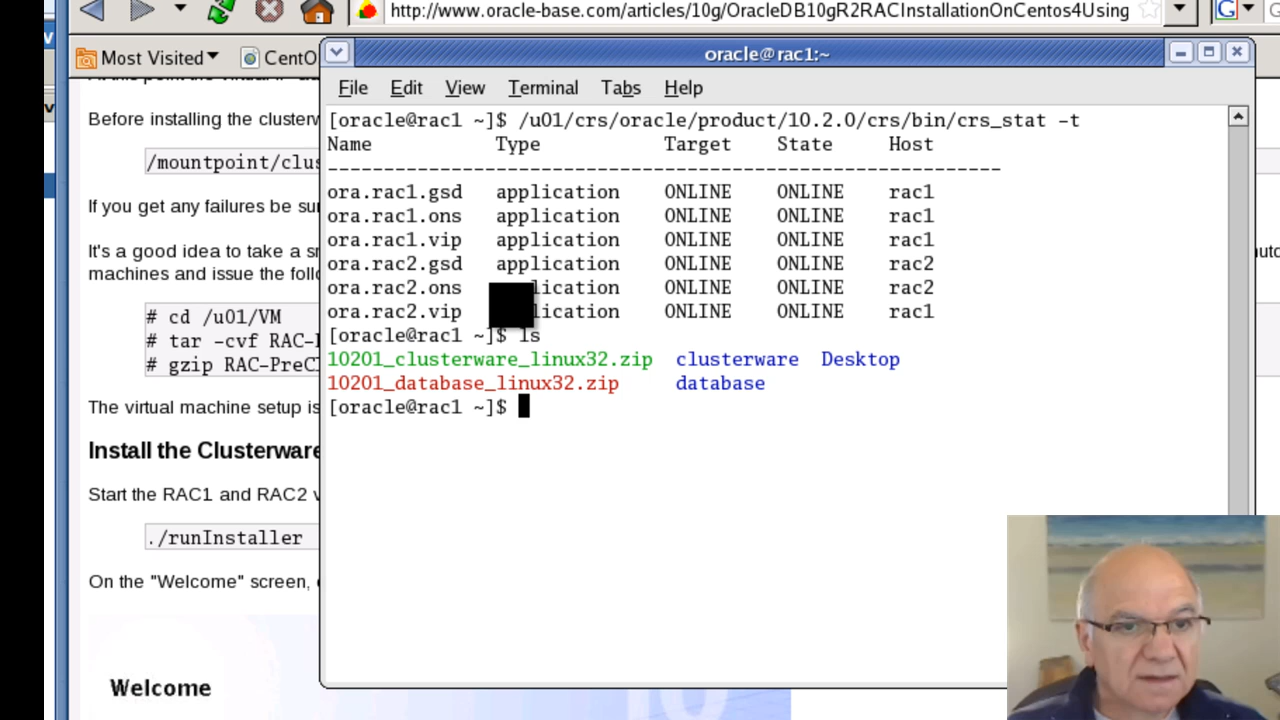 http://www.oracle-base.com/articles/10g/OracleDB10gR2RACInstallationOnCentos4Using
G
Most Visited
CentO
oracle@rac1:~
File Edit View Terminal Tabs Help
[oracle@rac1 ~]$ /u01/crs/oracle/product/10.2.0/crs/bin/crs_stat -t
Name Type Target State Host
------------------------------------------------------------
ora.rac1.gsd application ONLINE ONLINE rac1
ora.rac1.ons application ONLINE ONLINE rac1
ora.rac1.vip application ONLINE ONLINE rac1
ora.rac2.gsd application ONLINE ONLINE rac2
ora.rac2.ons lication ONLINE ONLINE rac2
ora.rac2.vip lication ONLINE ONLINE rac1
[oracle@rac1 ~]$ ls
10201_clusterware_linux32.zip clusterware Desktop
10201_database_linux32.zip database
[oracle@rac1 ~]$
Before installing the clusterw
/mountpoint/clus
If you get any failures be su
It's a good idea to take a sn
machines and issue the follo
# cd /u01/VM
# tar -cvf RAC-
# gzip RAC-PreC
The virtual machine setup is
Install the Clusterware
Start the RAC1 and RAC2 v
./runInstaller
On the "Welcome" screen,
Welcome
10